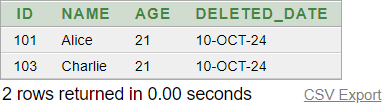 ID NAME AGE DELETED_DATE
101 Alice 21 10-OCT-24
103 Charlie 21 10-OCT-24
2 rows returned in 0.00 seconds CSV Export